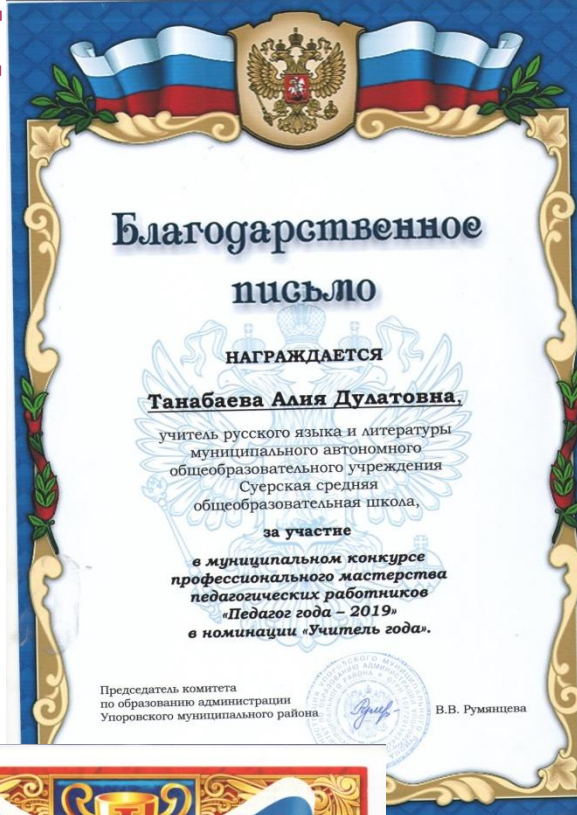 Благодарственное
письмо
НАГРАЖДАЕТСЯ
Танабаева Алия Дулатовна,
учитель русского языка и литературы
муниципального автономного
общеобразовательного учреждения
Суерская средняя
общеобразовательная школа,
за участие
в муниципальном конкурсе
профессионального мастерства
педагогических работников
«Педагог года – 2019»
в номинации «Учитель года».
Председатель комитета
по образованию администрации
Упоровского муниципального района
В.В. Румянцева